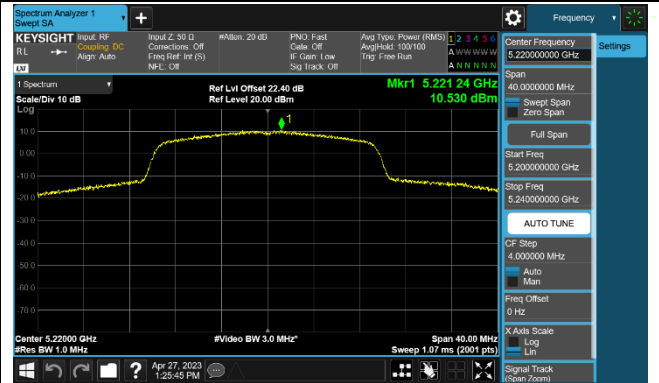 Spectrum Analyzer 1
Swept SA
Frequency
KEYSIGHT
RL
LXI
Input: RF
Coupling: DC
Align: Auto
Input Z: 50 Ω
Corrections: Off
Freq Ref: Int (S)
NFE: Off
#Atten: 20 dB
PNO: Fast
Gate: Off
IF Gain: Low
Sig Track: Off
Avg Type: Power (RMS)
Avg|Hold: 100/100
Trig: Free Run
1 2 3 4 5 6
A W W W W W
A N N N N N
1 Spectrum
Scale/Div 10 dB
Log
Ref Lvl Offset 22.40 dB
Ref Level 20.00 dBm
Mkr1 5.221 24 GHz
10.530 dBm
1
10.0
0.00
-10.0
-20.0
-30.0
-40.0
-50.0
-60.0
-70.0
Center 5.22000 GHz
#Res BW 1.0 MHz
#Video BW 3.0 MHz*
Span 40.00 MHz
Sweep 1.07 ms (2001 pts)
Center Frequency
5.220000000 GHz
Settings
Span
40.0000000 MHz
Swept Span
Zero Span
Full Span
Start Freq
5.200000000 GHz
Stop Freq
5.240000000 GHz
AUTO TUNE
CF Step
4.000000 MHz
Auto
Man
Freq Offset
0 Hz
X Axis Scale
Log
Lin
Signal Track
(Span Zoom)
?
Apr 27, 2023
1:25:45 PM